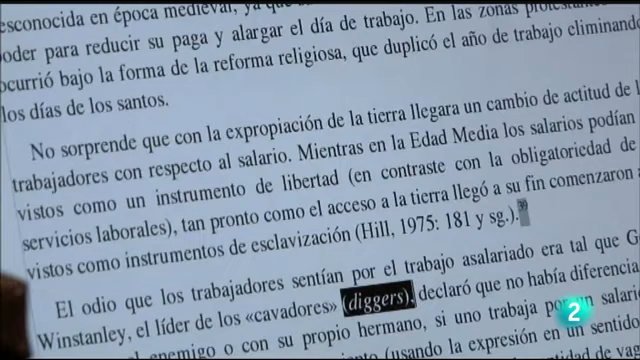 desconocida en época medieval, ya que
poder para reducir su paga y alargar el día de trabajo. En las zonas protestantes
ocurrió bajo la forma de la reforma religiosa, que duplicó el año de trabajo eliminando
los días de los santos.
No sorprende que con la expropiación de la tierra llegara un cambio de actitud de l
trabajadores con respecto al salario. Mientras en la Edad Media los salarios podían
vistos como un instrumento de libertad (en contraste con la obligatoriedad de
servicios laborales), tan pronto como el acceso a la tierra llegó a su fin comenzaron a
vistos como instrumentos de esclavización (Hill, 1975: 181 y sg.).39
El odio que los trabajadores sentían por el trabajo asalariado era tal que G
Winstanley, el líder de los «cavadores» (diggers), declaró que no había diferencia
enemigo o con su propio hermano, si uno trabaja por un salario
(usando la expresión en un sentido
de vag
2